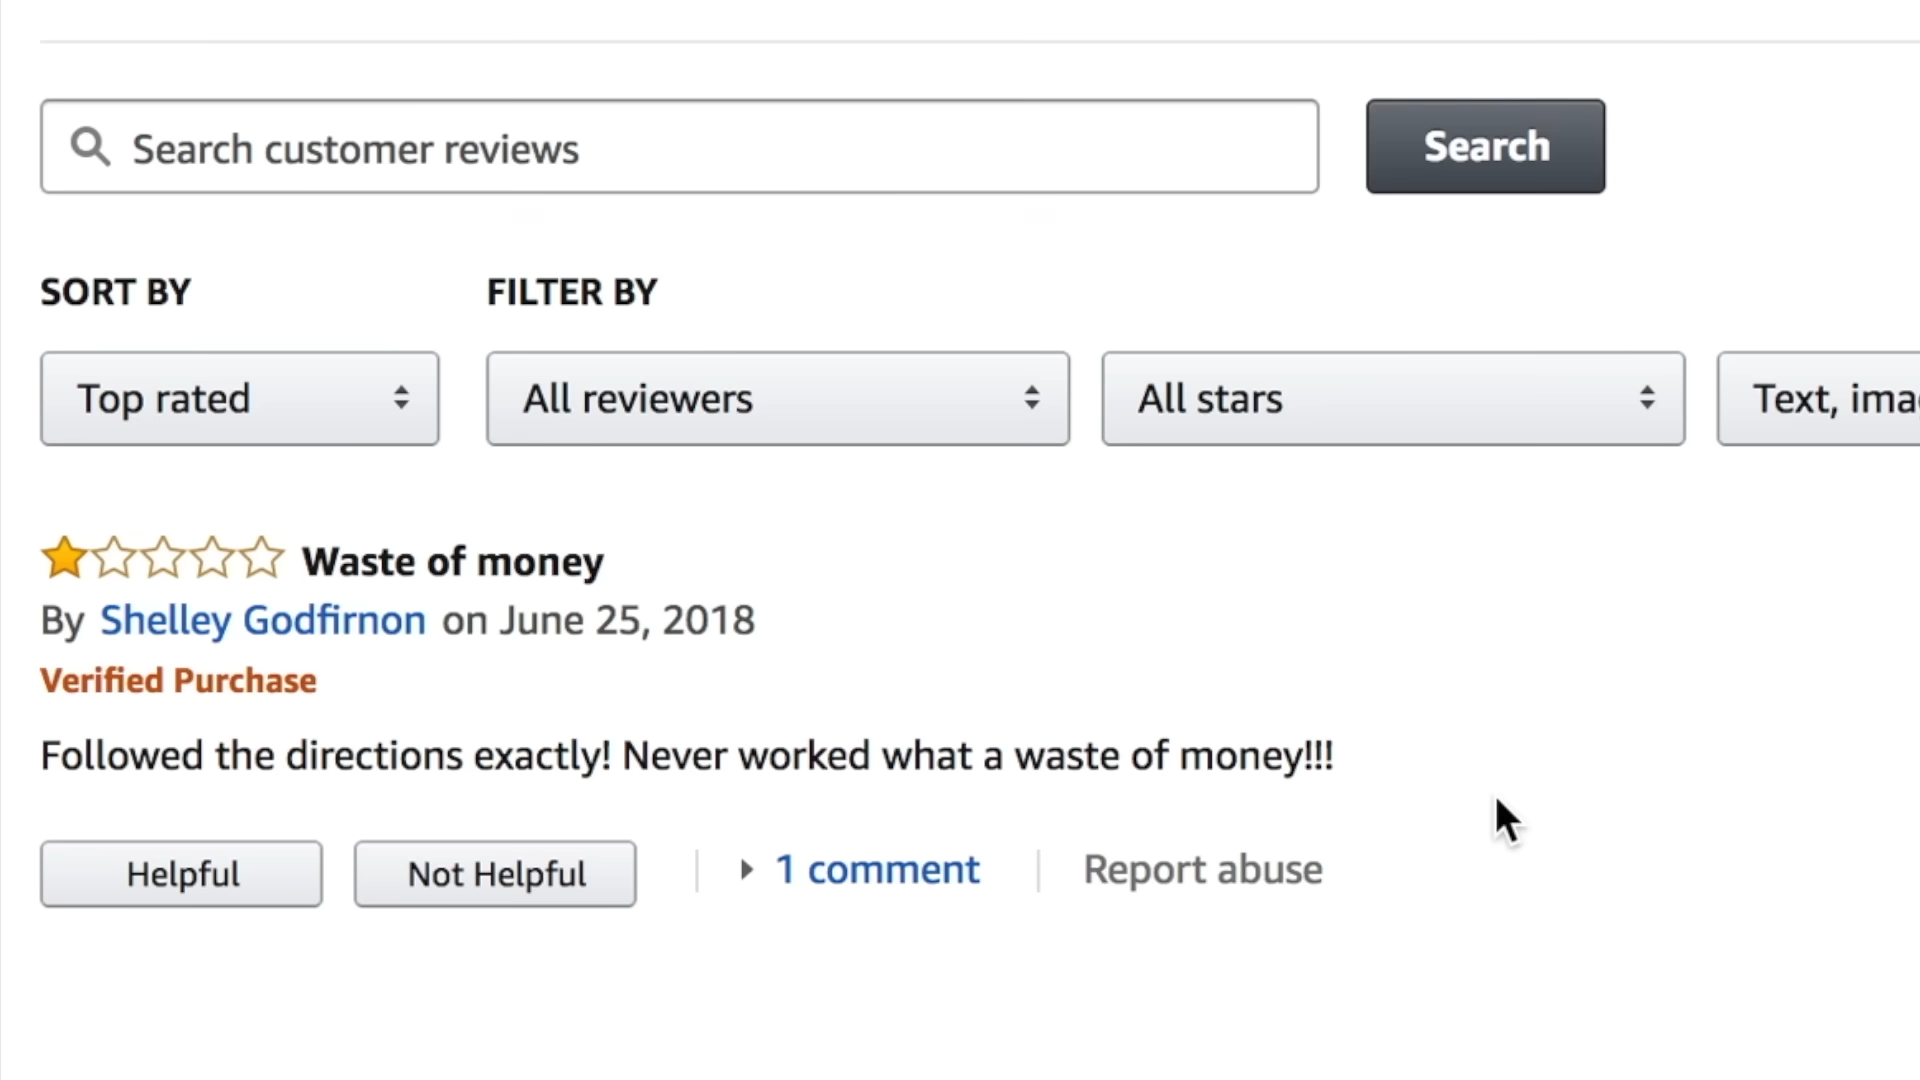 Search customer reviews
Search
SORT BY
FILTER BY
Top rated
All reviewers
All stars
Text, ima
Waste of money
By Shelley Godfirnon on June 25, 2018
Verified Purchase
Followed the directions exactly! Never worked what a waste of money!!!
Helpful
Not Helpful
1 comment
Report abuse